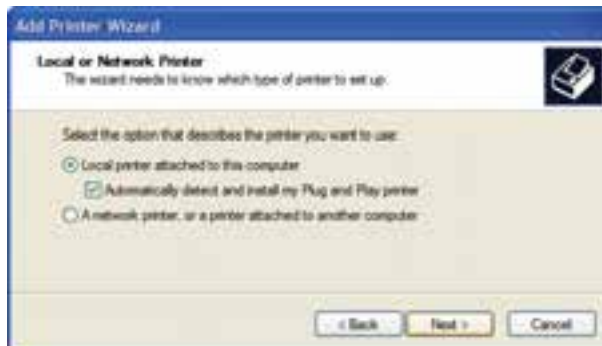 Add Printer Wizard
Local or Network Printer
The wizard needs to know which type of printer to set up.
Select the option that describes the printer you want to use:
Local printer attached to this computer
Automatically detect and install my Plug and Play printer
A network printer, or a printer attached to another computer
< Back Next > Cancel